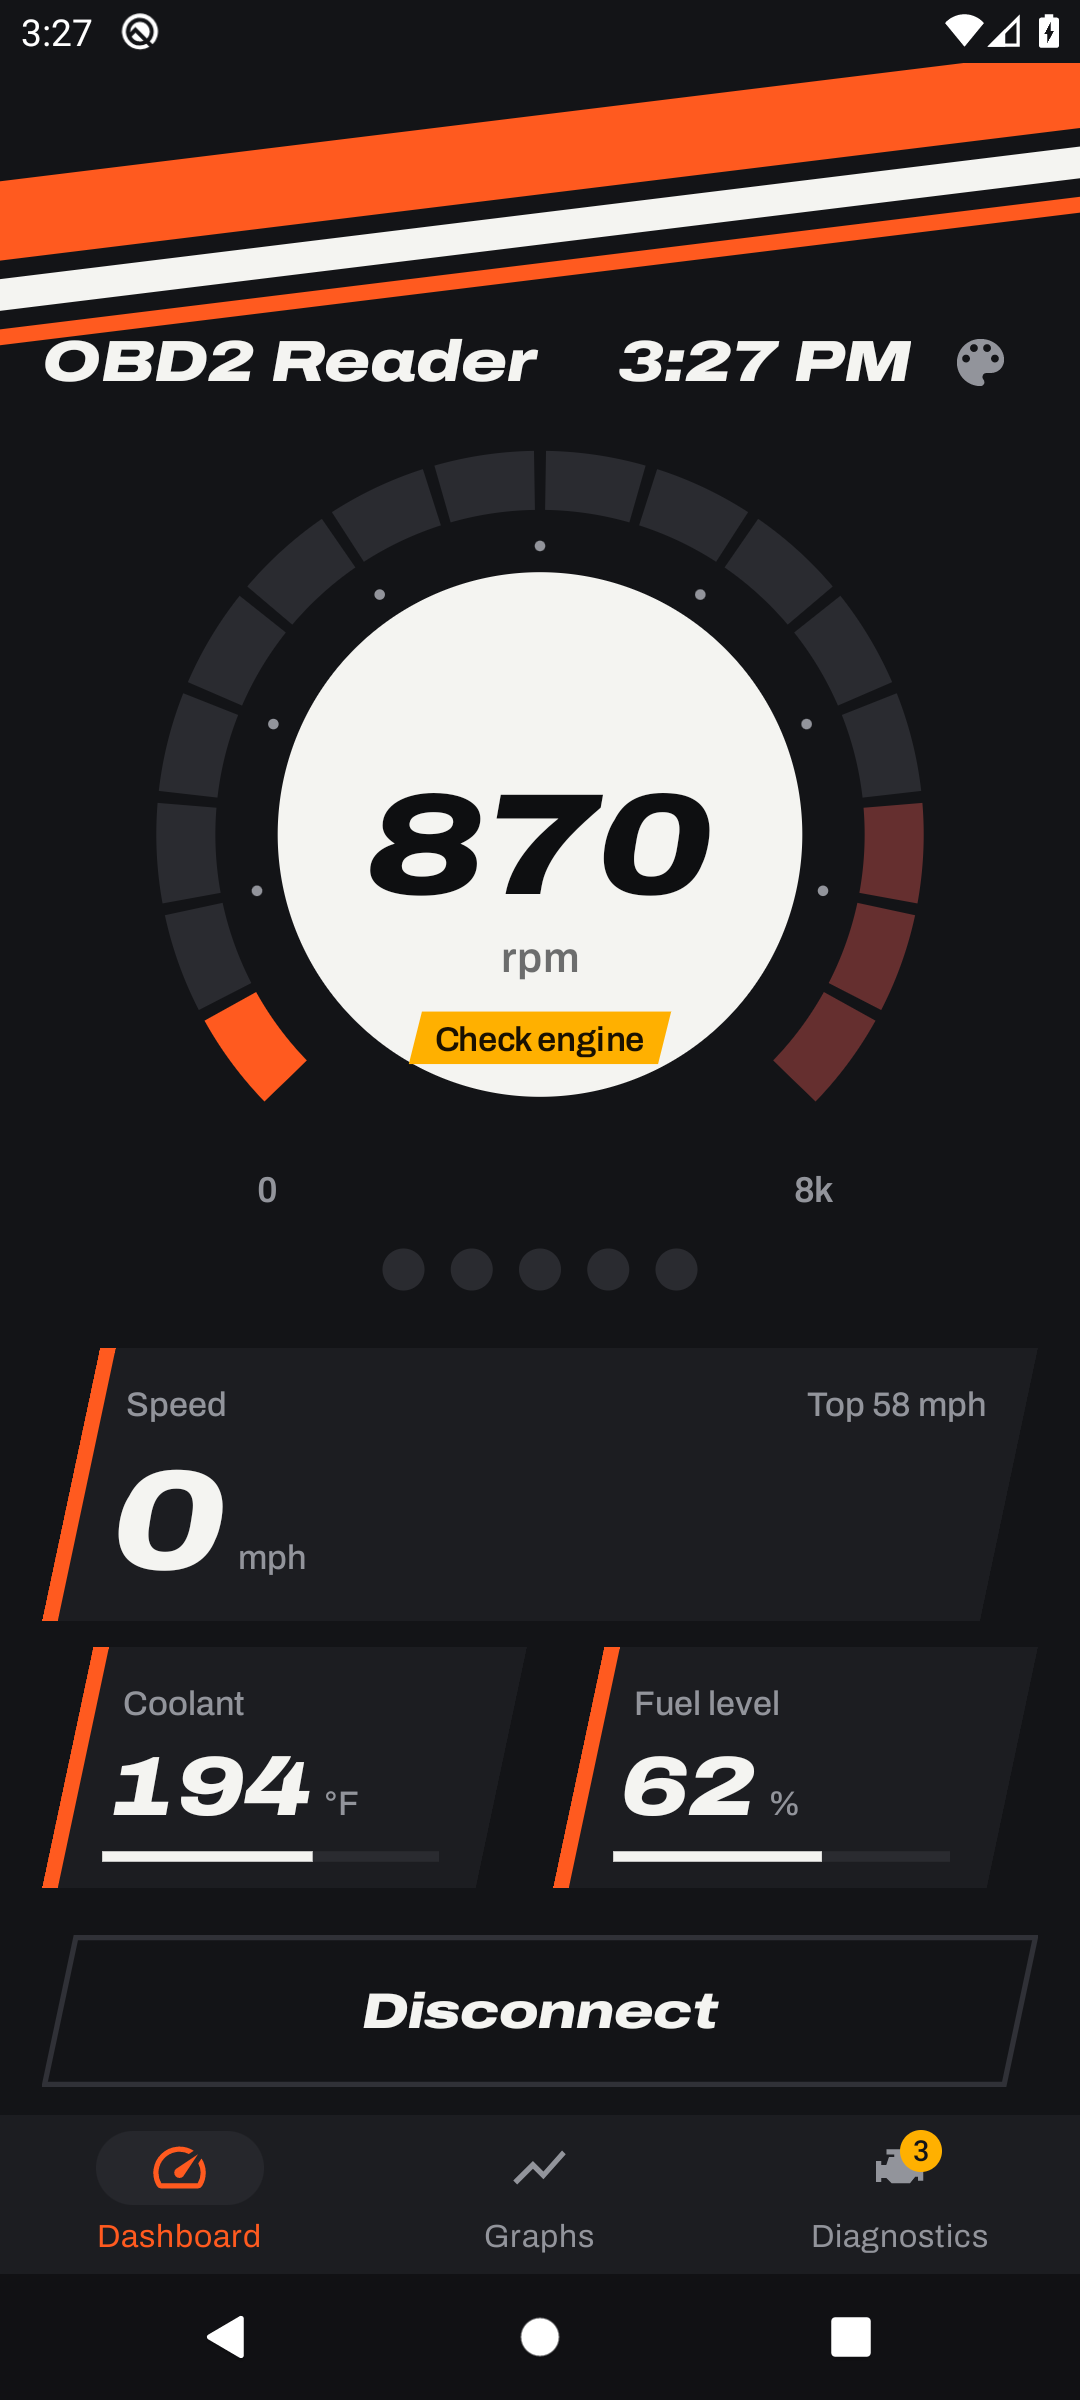 3:27
OBD2 Reader 3:27 PM
870
rpm
Check engine
0 8k
Speed Top 58 mph
0 mph
Coolant Fuel level
194 °F 62 %
Disconnect
3
Dashboard Graphs Diagnostics